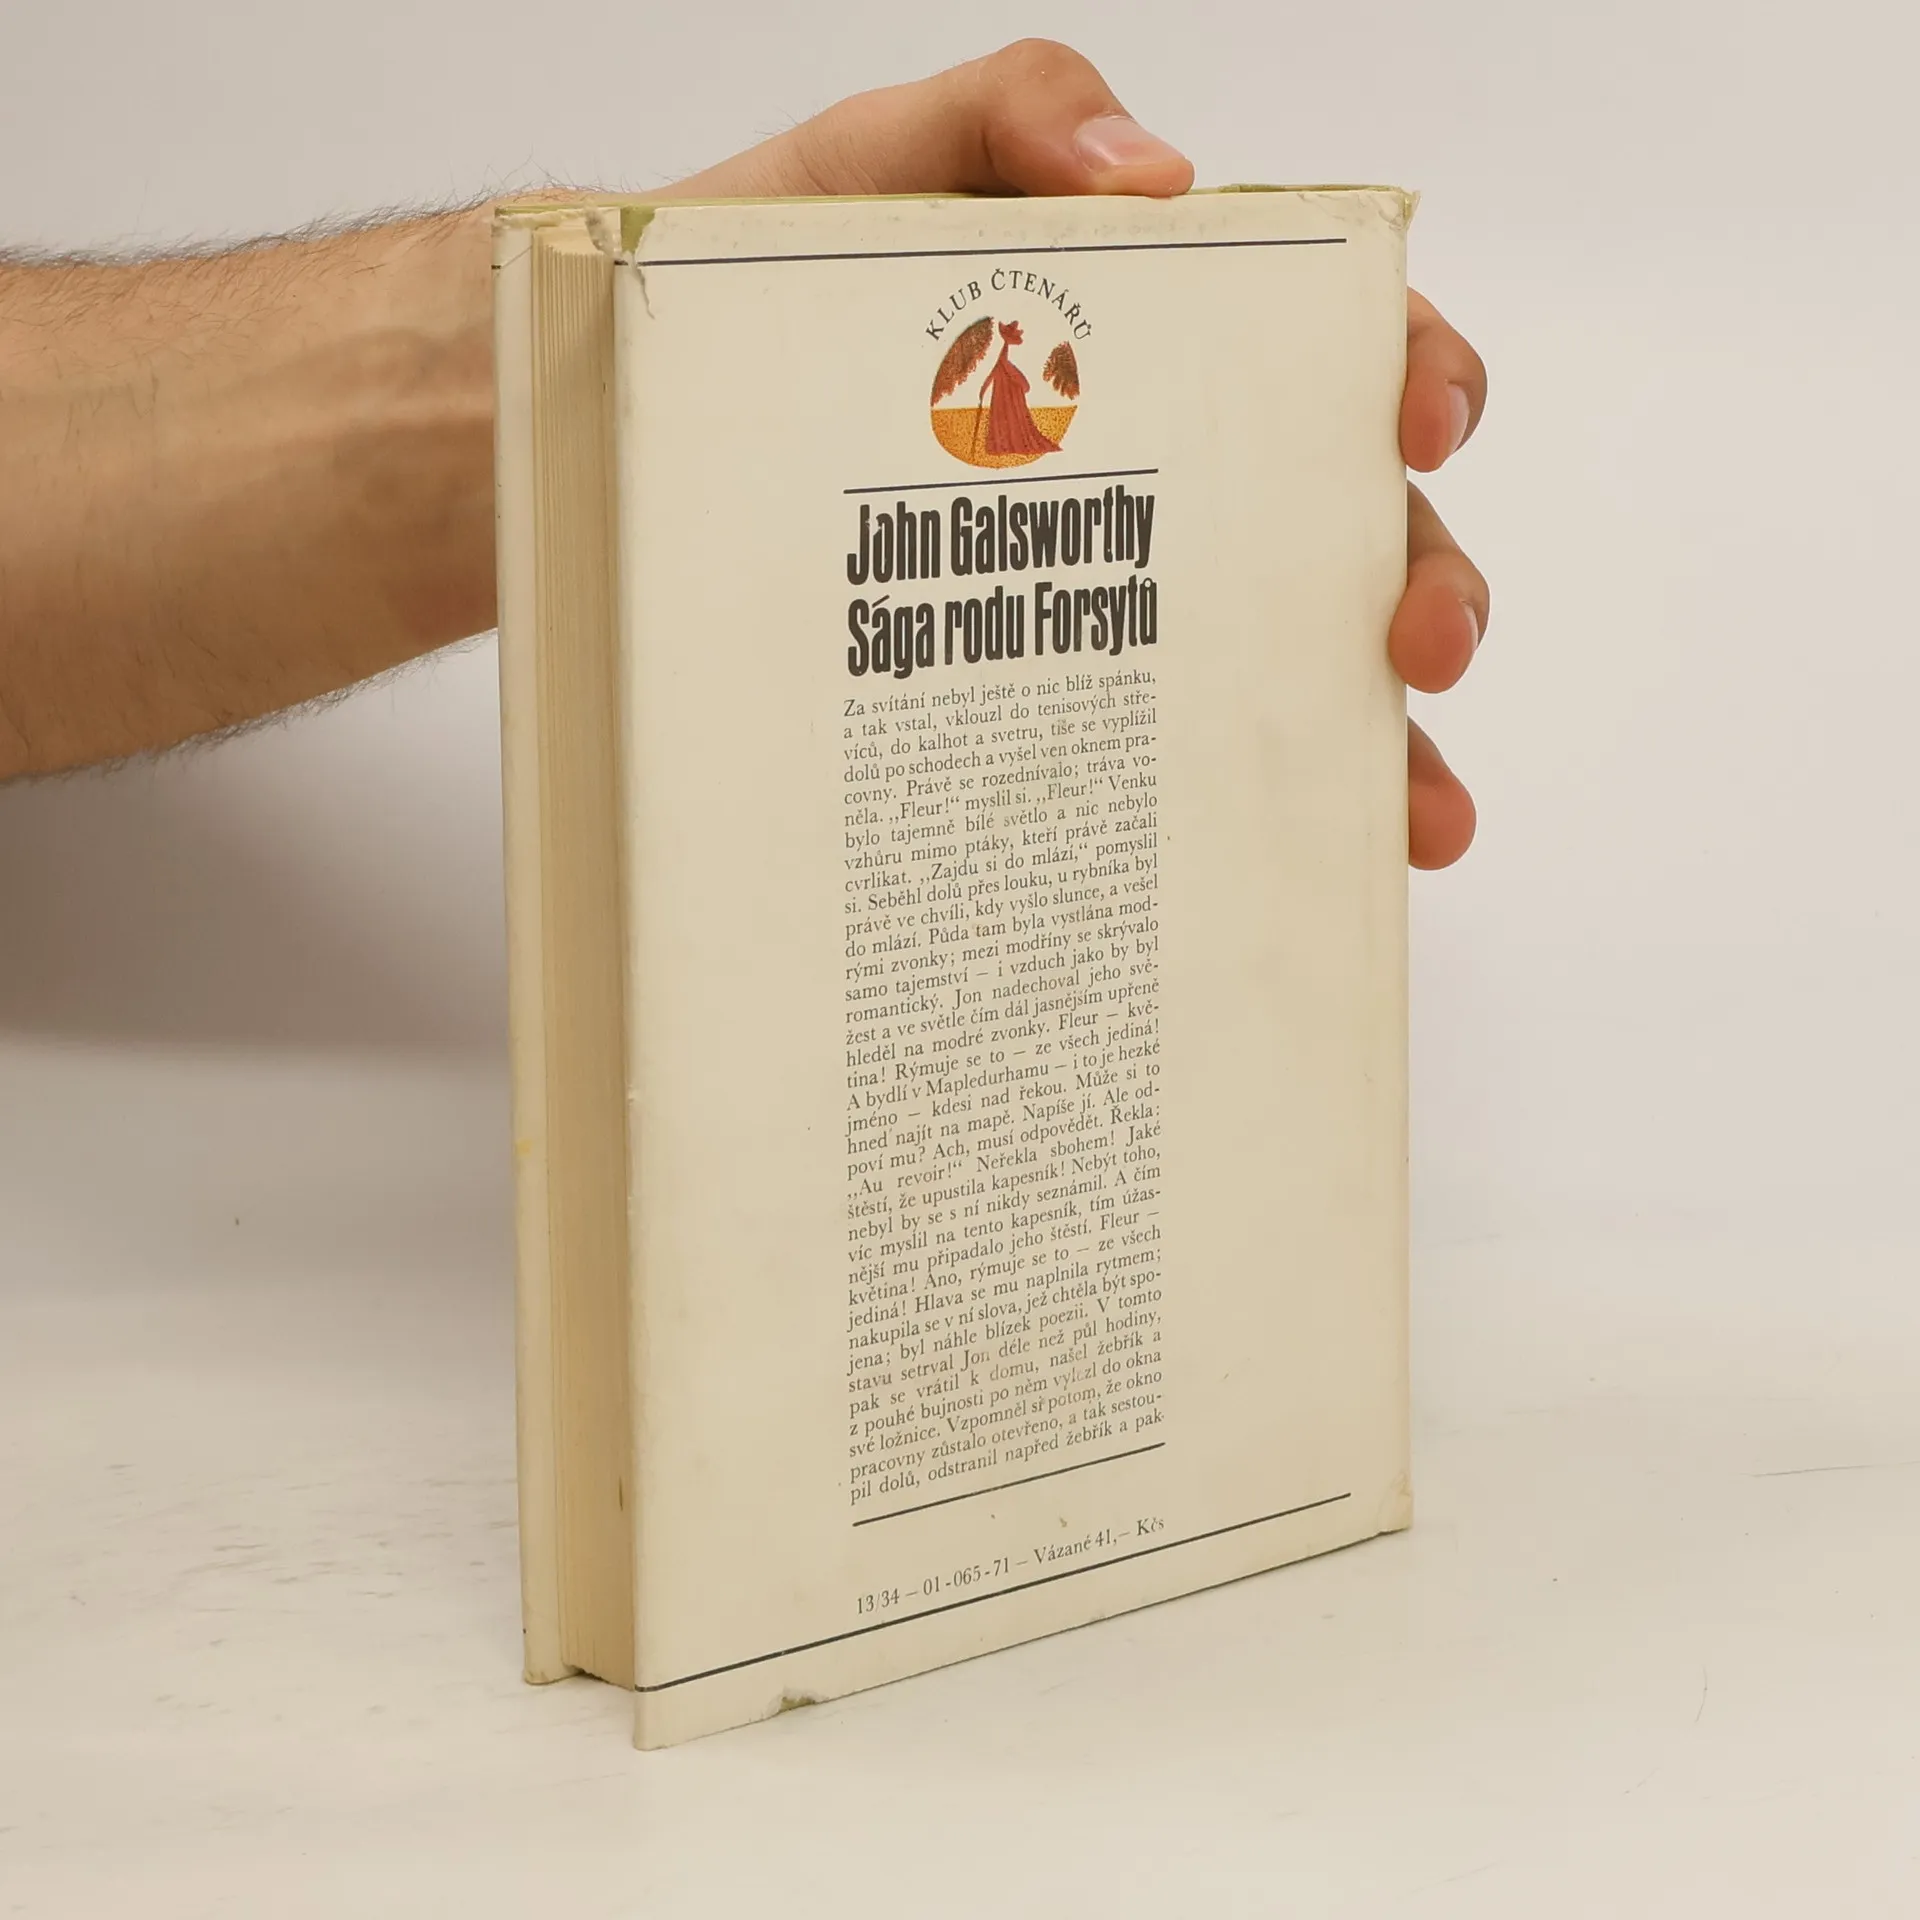 KLUB ČTENÁŘŮ
John Galsworthy
Sága rodu Forsytů
Za svítání nebyl ještě o nic blíž spánku,
a tak vstal, vklouzl do tenisových stře-
víců, do kalhot a svetru, tiše se vyplížil
dolů po schodech a vyšel ven oknem pra-
covny. Právě se rozednívalo; tráva vo-
něla. „Fleur!“ myslil si. „Fleur!“ Venku
bylo tajemně bílé světlo a nic nebylo
vzhůru mimo ptáky, kteří právě začali
cvrlikat. „Zajdu si do mlází,“ pomyslil
si. Seběhl dolů přes louku, u rybníka byl
právě ve chvíli, kdy vyšlo slunce, a vešel
do mlází. Půda tam byla vystlána mod-
rými zvonky; mezi modříny se skrývalo
samo tajemství – i vzduch jako by byl
romantický. Jon nadechoval jeho svě-
žest a ve světle čím dál jasnějším upřeně
hleděl na modré zvonky. Fleur – kvě-
tina! Rýmuje se to – ze všech jediná!
A bydlí v Mapledurhamu – i to je hezké
jméno – kdesi nad řekou. Může si to
hned najít na mapě. Napíše jí. Ale od-
poví mu? Ach, musí odpovědět. Řekla:
„Au revoir!“ Neřekla sbohem! Jaké
štěstí, že upustila kapesník! Nebýt toho,
nebyl by se s ní nikdy seznámil. A čím
víc myslil na tento kapesník, tím úžas-
nější mu připadalo jeho štěstí. Fleur –
květina! Ano, rýmuje se to – ze všech
jediná! Hlava se mu naplnila rytmem;
nakupila se v ní slova, jež chtěla být spo-
jena; byl náhle blízek poezii. V tomto
stavu setrval Jon déle než půl hodiny,
pak se vrátil k domu, našel žebřík a
z pouhé bujnosti po něm vylezl do okna
své ložnice. Vzpomněl si potom, že okno
pracovny zůstalo otevřeno, a tak sestou-
pil dolů, odstranil napřed žebřík a pak
13/34 – 01-065-71 – Vázané 41,– Kčs